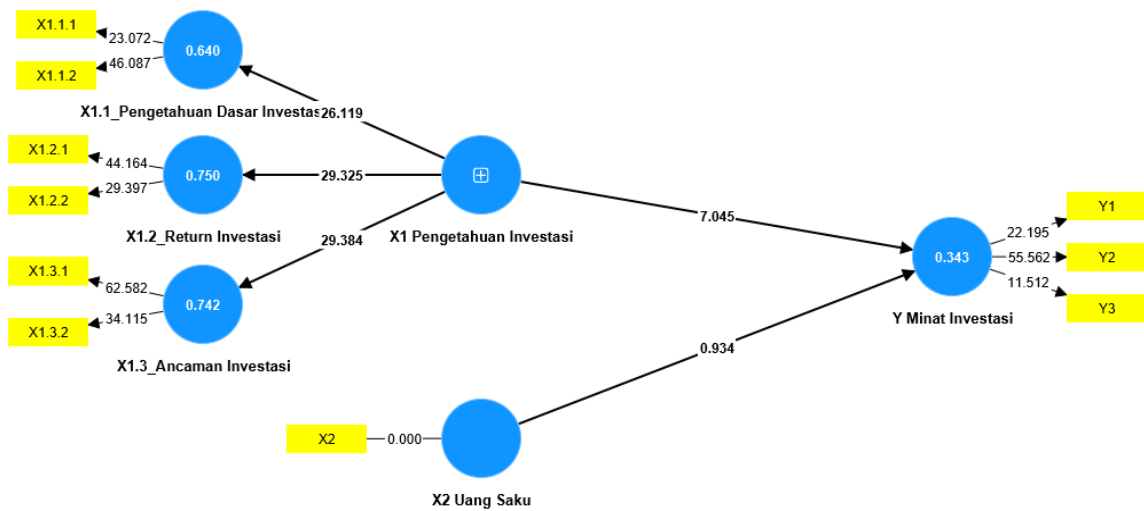 X1.1.1
23.072
0.640
X1.1.2
46.087
X1.1_Pengetahuan Dasar Investas
26.119
X1.2.1
44.164
0.750
X1.2.2
29.397
29.325
X1.2_Return Investasi
X1 Pengetahuan Investasi
29.384
7.045
X1.3.1
62.582
0.742
X1.3.2
34.115
X1.3_Ancaman Investasi
Y1
22.195
0.343
55.562
Y2
11.512
Y3
Y Minat Investasi
0.934
X2
0.000
X2 Uang Saku